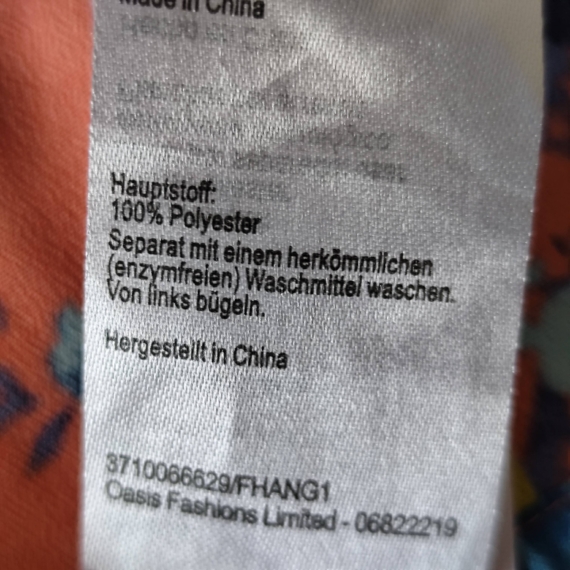 Made in China
Hauptstoff:
100% Polyester
Separat mit einem herkömmlichen
(enzymfreien) Waschmittel waschen.
Von links bügeln.
Hergestellt in China
3710066629/FHANG1
Oasis Fashions Limited - 06822219